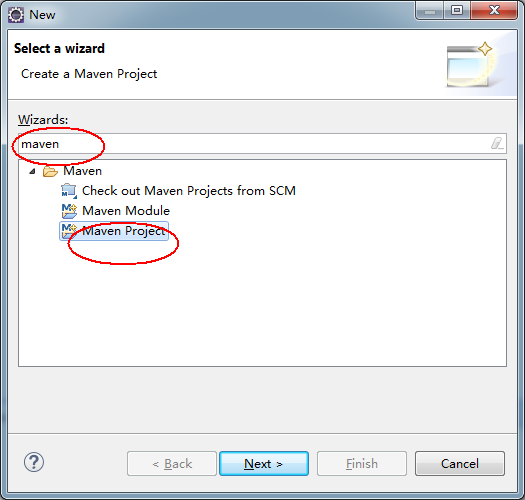 New
Select a wizard
Create a Maven Project
Wizards:
maven
Maven
Check out Maven Projects from SCM
Maven Module
Maven Project
?
< Back
Next >
Finish
Cancel